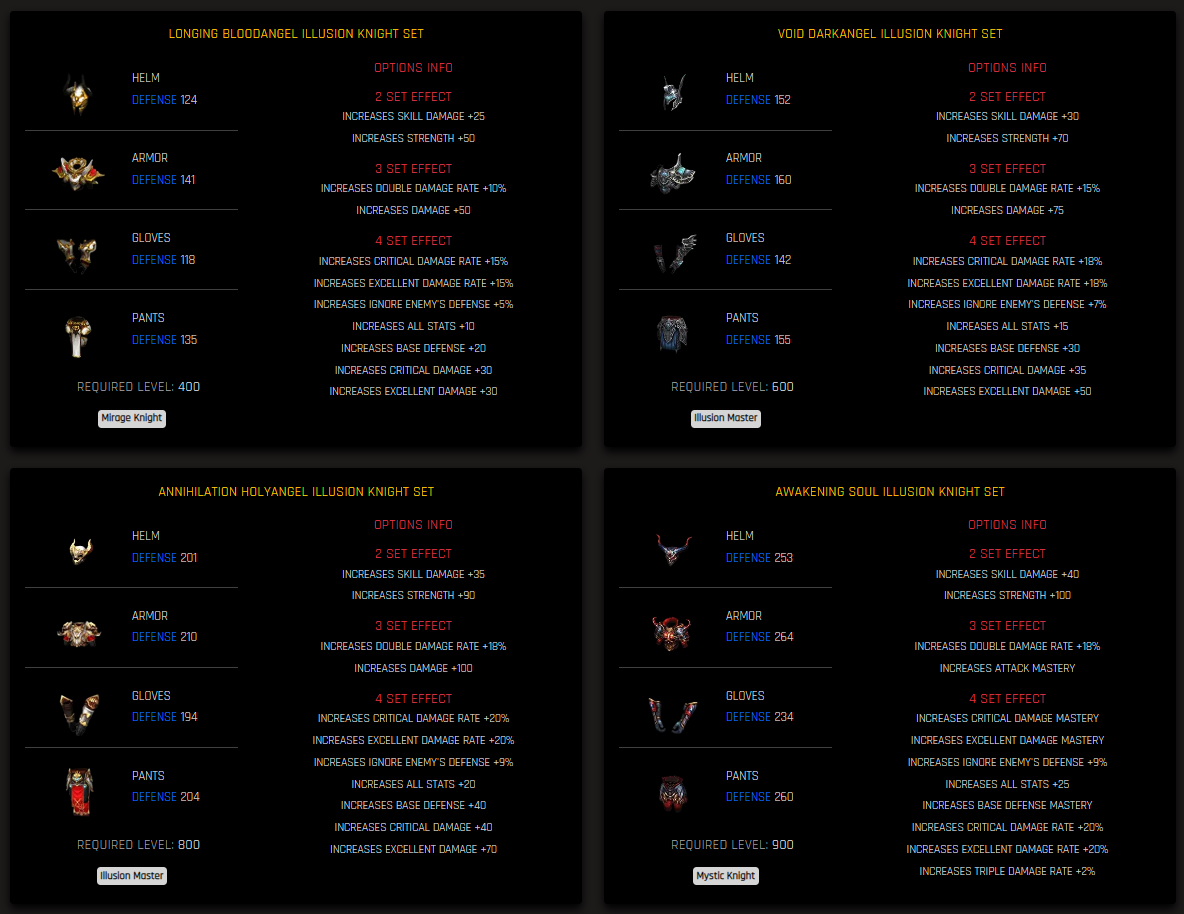 LONGING BLOODANGEL ILLUSION KNIGHT SET
HELM
DEFENSE 124
ARMOR
DEFENSE 141
GLOVES
DEFENSE 118
PANTS
DEFENSE 135
REQUIRED LEVEL: 400
Mirage Knight
OPTIONS INFO
2 SET EFFECT
INCREASES SKILL DAMAGE +25
INCREASES STRENGTH +50
3 SET EFFECT
INCREASES DOUBLE DAMAGE RATE +10%
INCREASES DAMAGE +50
4 SET EFFECT
INCREASES CRITICAL DAMAGE RATE +15%
INCREASES EXCELLENT DAMAGE RATE +15%
INCREASES IGNORE ENEMY'S DEFENSE +5%
INCREASES ALL STATS +10
INCREASES BASE DEFENSE +20
INCREASES CRITICAL DAMAGE +30
INCREASES EXCELLENT DAMAGE +30
VOID DARKANGEL ILLUSION KNIGHT SET
HELM
DEFENSE 152
ARMOR
DEFENSE 160
GLOVES
DEFENSE 142
PANTS
DEFENSE 155
REQUIRED LEVEL: 600
Illusion Master
OPTIONS INFO
2 SET EFFECT
INCREASES SKILL DAMAGE +30
INCREASES STRENGTH +70
3 SET EFFECT
INCREASES DOUBLE DAMAGE RATE +15%
INCREASES DAMAGE +75
4 SET EFFECT
INCREASES CRITICAL DAMAGE RATE +18%
INCREASES EXCELLENT DAMAGE RATE +18%
INCREASES IGNORE ENEMY'S DEFENSE +7%
INCREASES ALL STATS +15
INCREASES BASE DEFENSE +30
INCREASES CRITICAL DAMAGE +35
INCREASES EXCELLENT DAMAGE +50
ANNIHILATION HOLYANGEL ILLUSION KNIGHT SET
HELM
DEFENSE 201
ARMOR
DEFENSE 210
GLOVES
DEFENSE 194
PANTS
DEFENSE 204
REQUIRED LEVEL: 800
Illusion Master
OPTIONS INFO
2 SET EFFECT
INCREASES SKILL DAMAGE +35
INCREASES STRENGTH +90
3 SET EFFECT
INCREASES DOUBLE DAMAGE RATE +18%
INCREASES DAMAGE +100
4 SET EFFECT
INCREASES CRITICAL DAMAGE RATE +20%
INCREASES EXCELLENT DAMAGE RATE +20%
INCREASES IGNORE ENEMY'S DEFENSE +9%
INCREASES ALL STATS +20
INCREASES BASE DEFENSE +40
INCREASES CRITICAL DAMAGE +40
INCREASES EXCELLENT DAMAGE +70
AWAKENING SOUL ILLUSION KNIGHT SET
HELM
DEFENSE 253
ARMOR
DEFENSE 264
GLOVES
DEFENSE 234
PANTS
DEFENSE 260
REQUIRED LEVEL: 900
Mystic Knight
OPTIONS INFO
2 SET EFFECT
INCREASES SKILL DAMAGE +40
INCREASES STRENGTH +100
3 SET EFFECT
INCREASES DOUBLE DAMAGE RATE +18%
INCREASES ATTACK MASTERY
4 SET EFFECT
INCREASES CRITICAL DAMAGE MASTERY
INCREASES EXCELLENT DAMAGE MASTERY
INCREASES IGNORE ENEMY'S DEFENSE +9%
INCREASES ALL STATS +25
INCREASES BASE DEFENSE MASTERY
INCREASES CRITICAL DAMAGE RATE +20%
INCREASES EXCELLENT DAMAGE RATE +20%
INCREASES TRIPLE DAMAGE RATE +2%